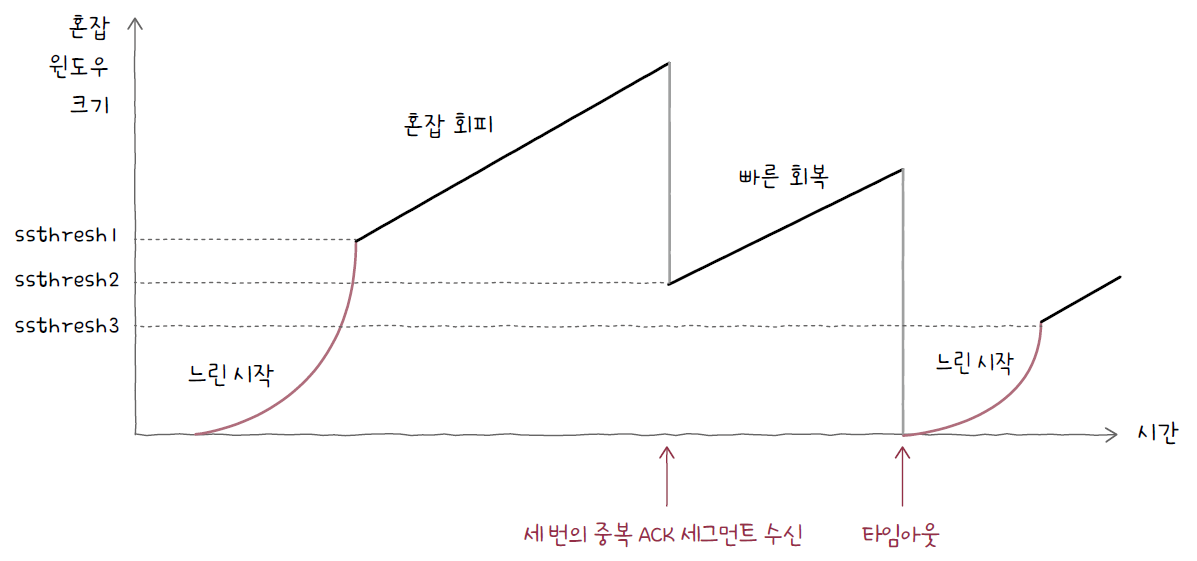 혼잡
윈도우
크기
혼잡 회피
빠른 회복
ssthresh1
ssthresh2
ssthresh3
느린 시작
느린 시작
시간
세 번의 중복 ACK 세그먼트 수신
타임아웃